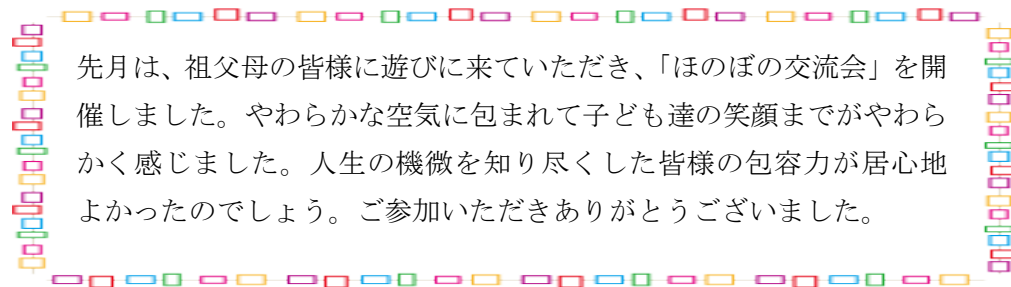 先月は、祖父母の皆様に遊びに来ていただき、「ほのぼの交流会」を開
催しました。やわらかな空気に包まれて子ども達の笑顔までがやわら
かく感じました。人生の機微を知り尽くした皆様の包容力が居心地
よかったのでしょう。ご参加いただきありがとうございました。